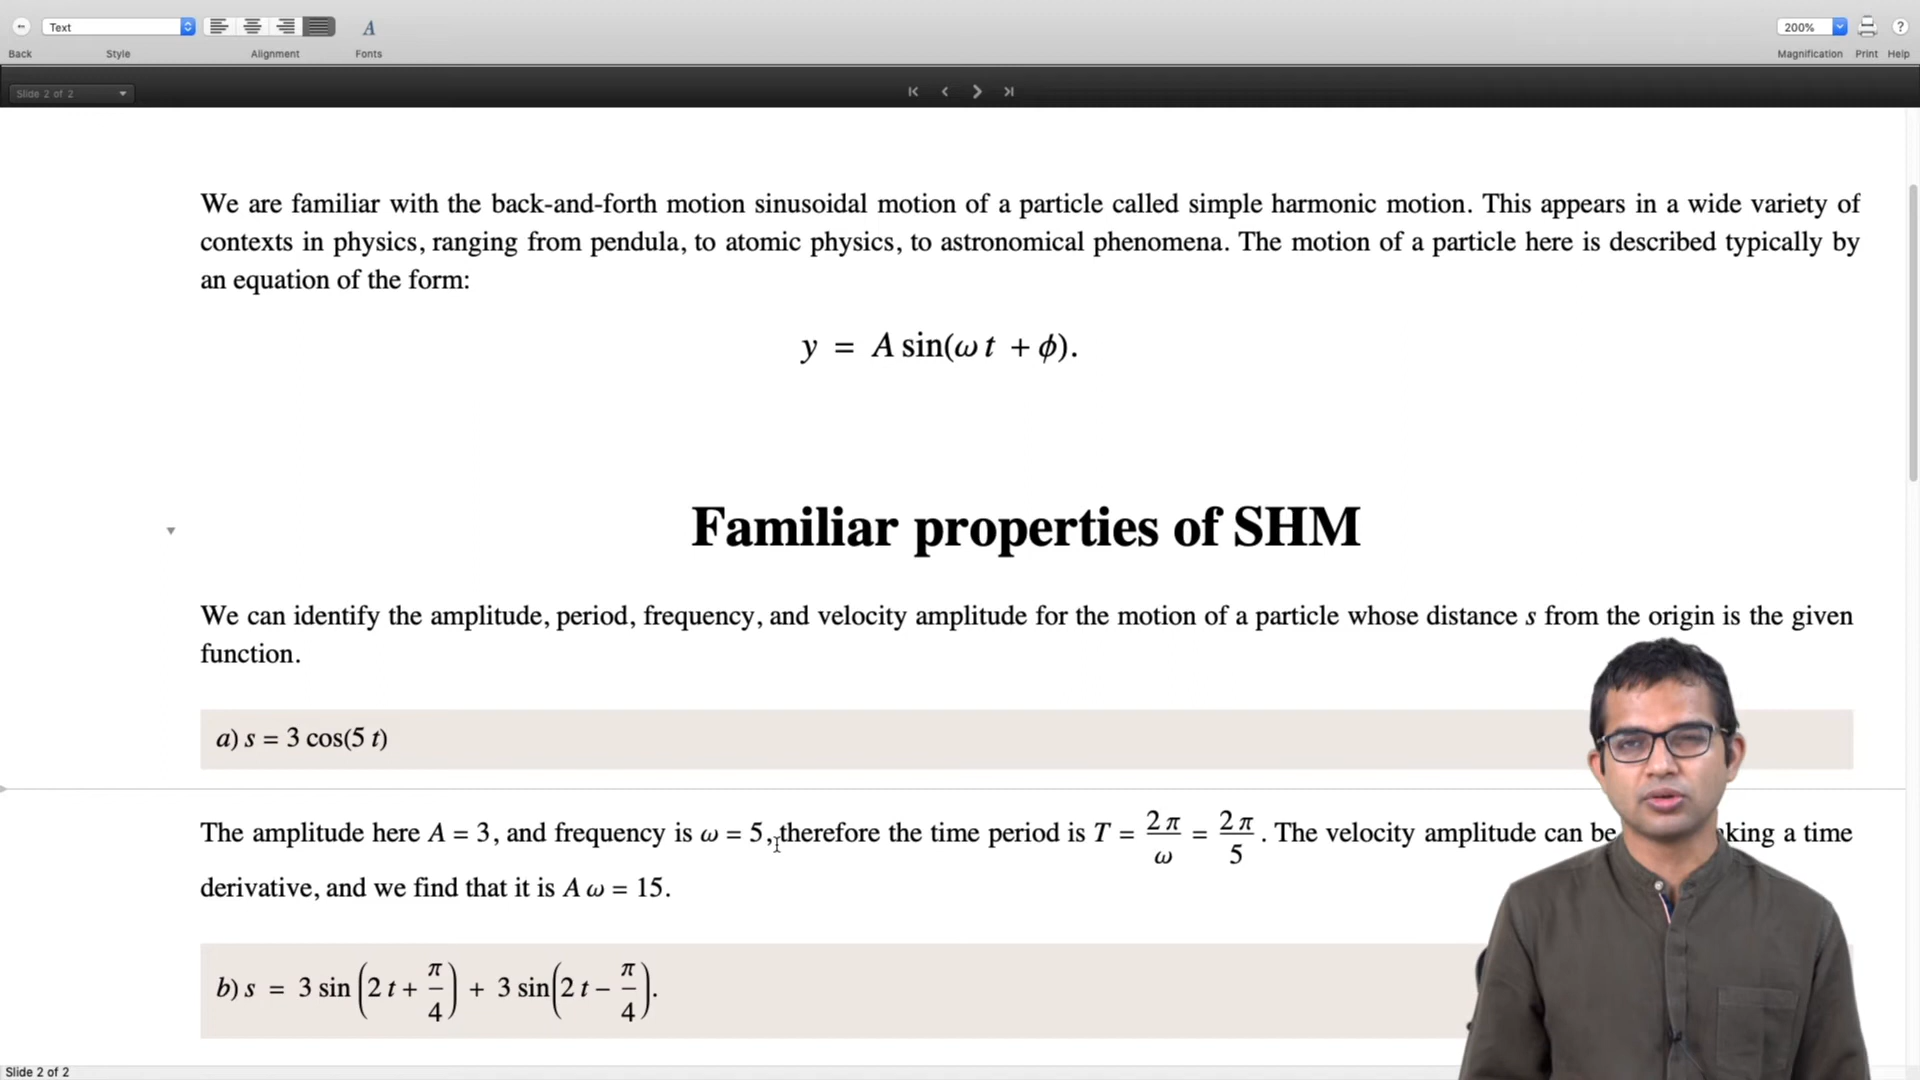 Text
200%
Back
Style
Alignment
Fonts
Magnification
Print
Help
Slide 2 of 2
We are familiar with the back-and-forth motion sinusoidal motion of a particle called simple harmonic motion. This appears in a wide variety of
contexts in physics, ranging from pendula, to atomic physics, to astronomical phenomena. The motion of a particle here is described typically by
an equation of the form:
y = A sin(ω t + ϕ).
Familiar properties of SHM
We can identify the amplitude, period, frequency, and velocity amplitude for the motion of a particle whose distance s from the origin is the given
function.
a) s = 3 cos(5 t)
The amplitude here A = 3, and frequency is ω = 5, therefore the time period is T = 2π/ω = 2π/5. The velocity amplitude can be king a time
derivative, and we find that it is A ω = 15.
b) s = 3 sin(2 t + π/4) + 3 sin(2 t − π/4).
Slide 2 of 2